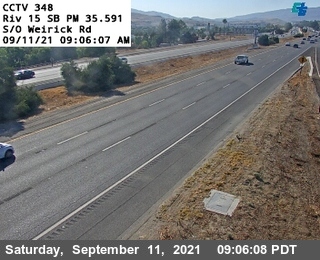 CCTV 348
Riv 15 SB PM 35.591
S/O Weirick Rd
09/11/21 09:06:07 AM
Saturday, September 11, 2021 09:06:08 PDT